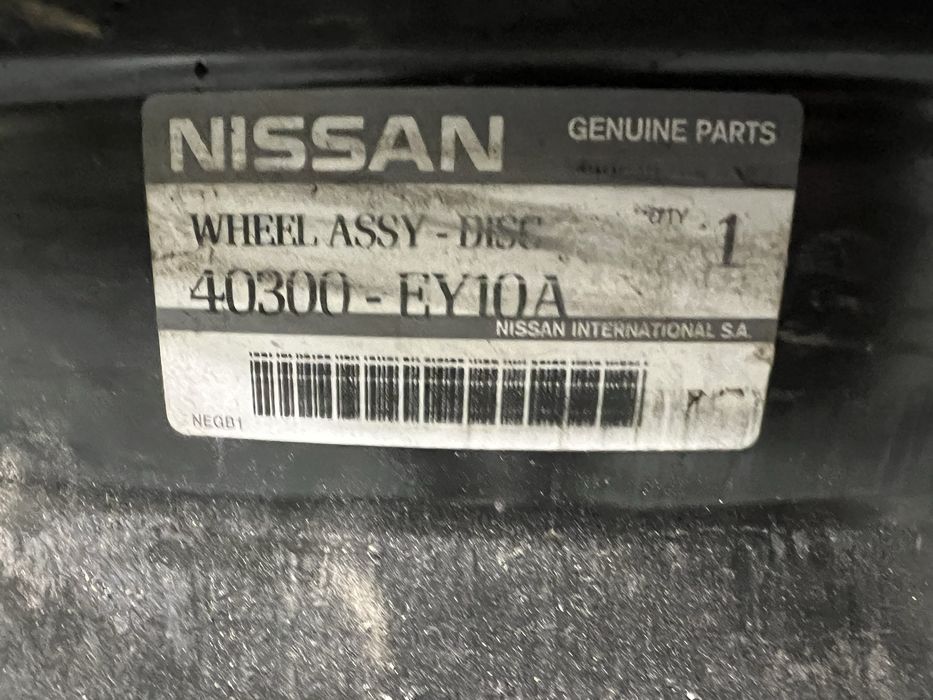 NISSAN GENUINE PARTS
WHEEL ASSY - DISC QTY 1
40300 - EY10A
NISSAN INTERNATIONAL S.A.
NEGB1